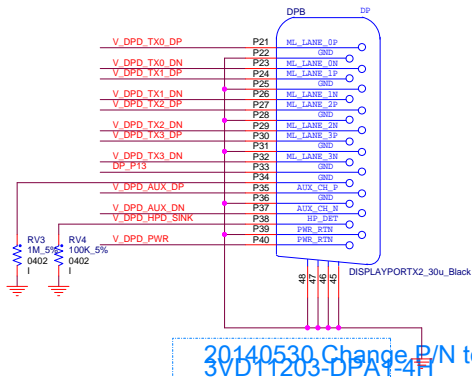 DPB DP
V_DPD_TX0_DP P21 ML_LANE_0P
P22 GND
V_DPD_TX0_DN P23 ML_LANE_0N
V_DPD_TX1_DP P24 ML_LANE_1P
P25 GND
V_DPD_TX1_DN P26 ML_LANE_1N
V_DPD_TX2_DP P27 ML_LANE_2P
P28 GND
V_DPD_TX2_DN P29 ML_LANE_2N
V_DPD_TX3_DP P30 ML_LANE_3P
P31 GND
V_DPD_TX3_DN P32 ML_LANE_3N
DP_P13 P33 GND
P34 GND
V_DPD_AUX_DP P35 AUX_CH_P
P36 GND
V_DPD_AUX_DN P37 AUX_CH_N
V_DPD_HPD_SINK P38 HP_DET
P39 PWR_RTN
V_DPD_PWR P40 PWR_RTN
RV3 RV4
1M_5% 100K_5%
0402 0402
I I
DISPLAYPORTX2_30u_Black
48 47 46 45
20140530 Change P/N to
3VD11203-DPA1-4H